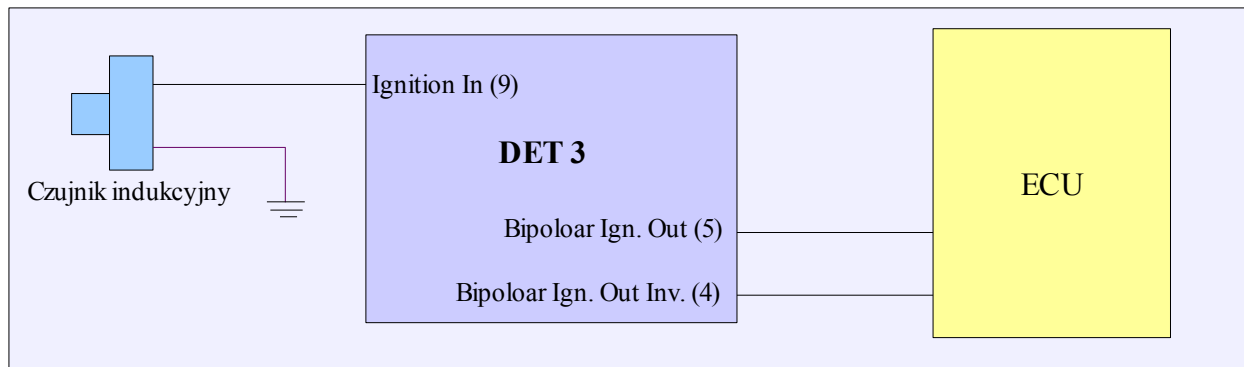 Ignition In (9)
DET 3
Czujnik indukcyjny
ECU
Bipoloar Ign. Out (5)
Bipoloar Ign. Out Inv. (4)